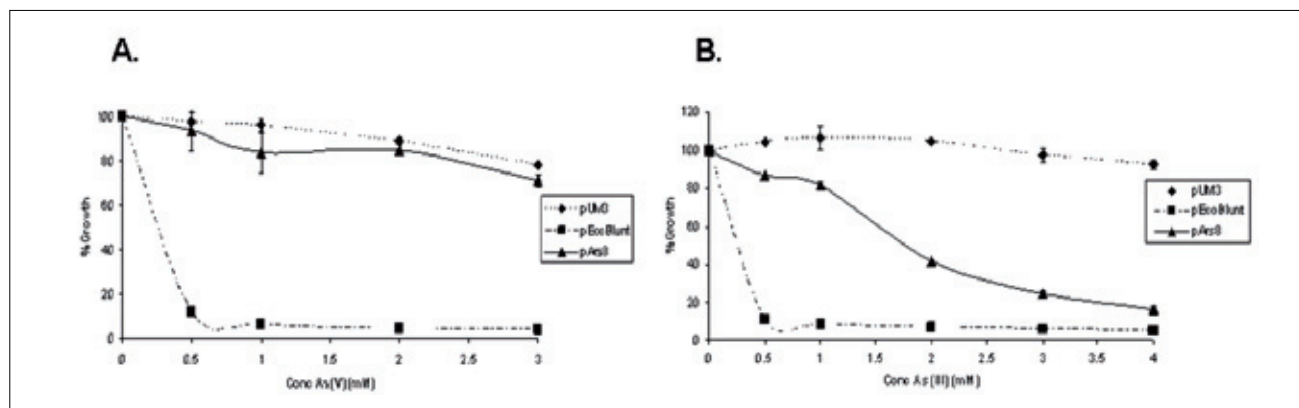 A.
% Growth
100
80
60
40
20
0
0 0.5 1 1.5 2 2.5 3
Conc As(V)(mM)
pUM3
pEcoBlunt
pArs8
B.
% Growth
120
100
80
60
40
20
0
0 0.5 1 1.5 2 2.5 3 3.5 4
Conc As(III)(mM)
pUM3
pEcoBlunt
pArs8